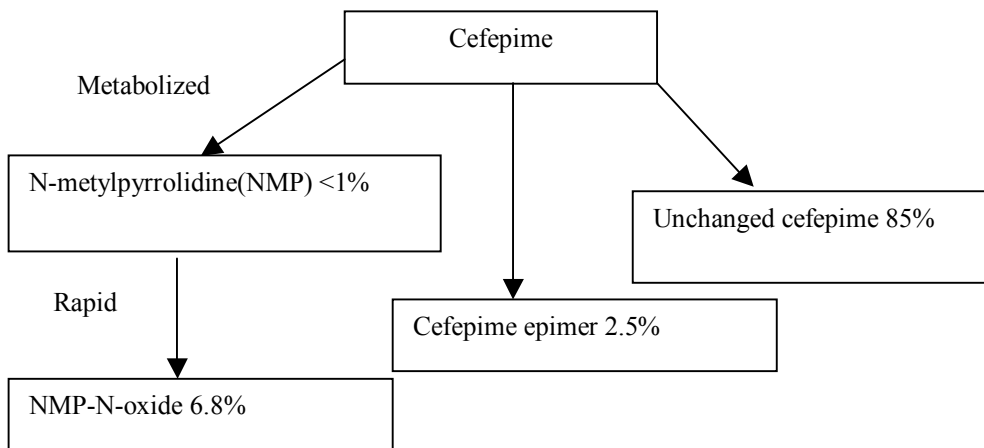 Cefepime
Metabolized
N-metylpyrrolidine(NMP) <1%
Unchanged cefepime 85%
Rapid
Cefepime epimer 2.5%
NMP-N-oxide 6.8%